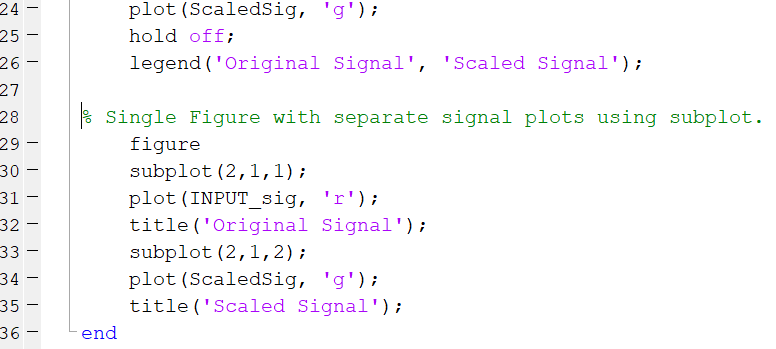 24 −     plot(ScaledSig, 'g');
25 −     hold off;
26 −     legend('Original Signal', 'Scaled Signal');
27
28   % Single Figure with separate signal plots using subplot.
29 −     figure
30 −     subplot(2,1,1);
31 −     plot(INPUT_sig, 'r');
32 −     title('Original Signal');
33 −     subplot(2,1,2);
34 −     plot(ScaledSig, 'g');
35 −     title('Scaled Signal');
36 − end